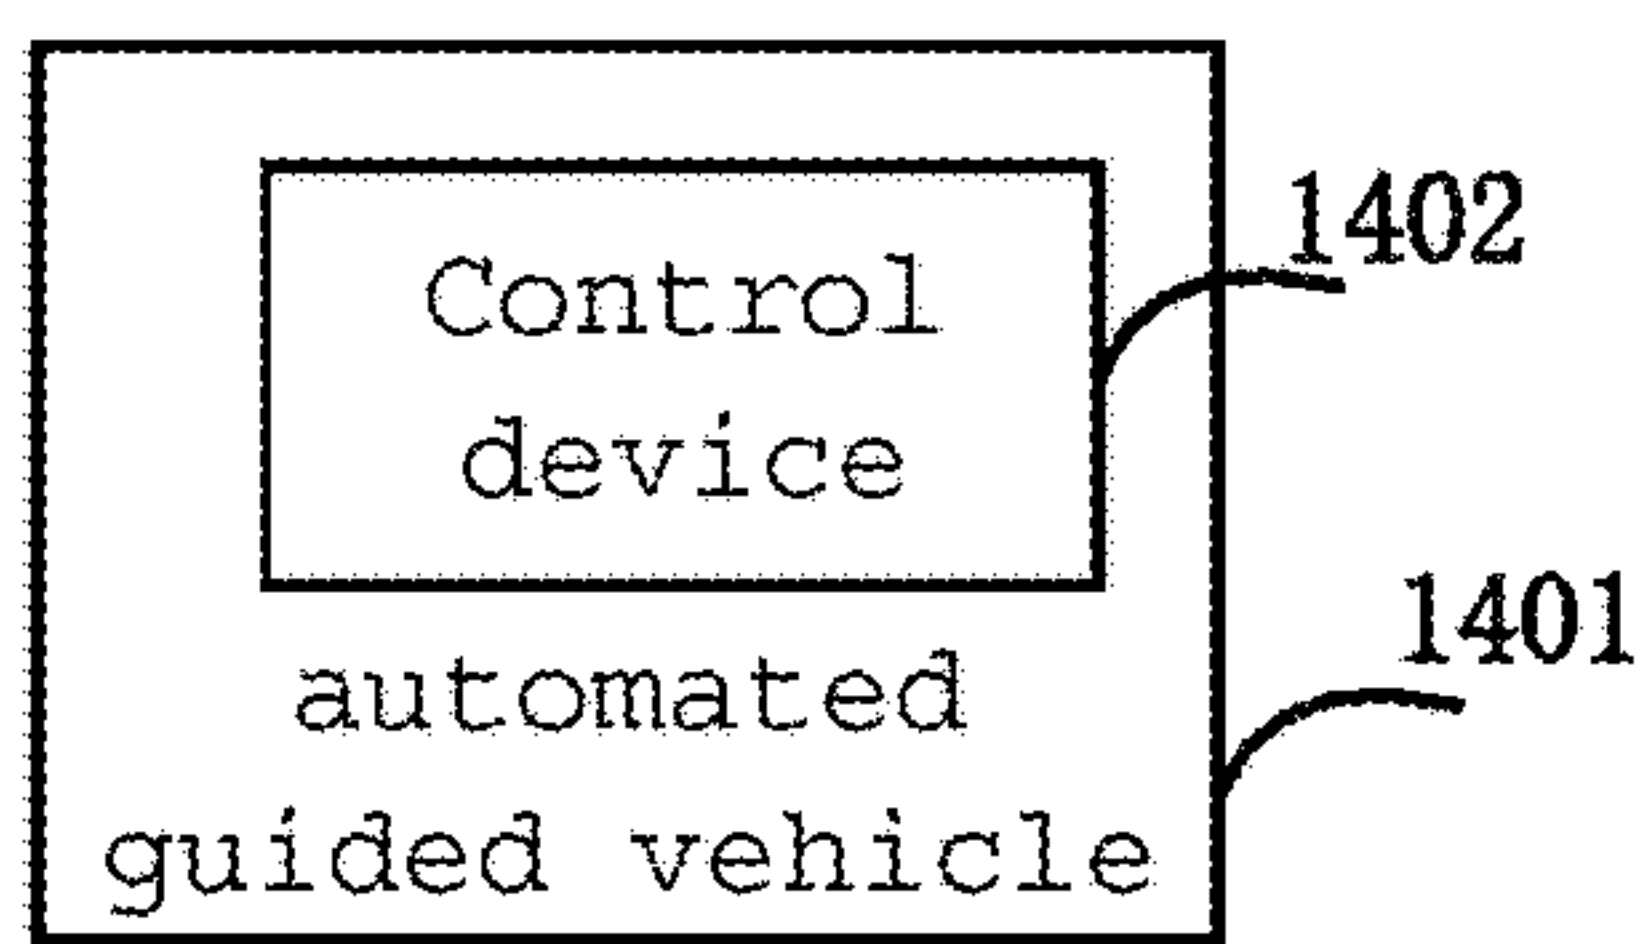 Control
device
1402
automated
guided vehicle
1401